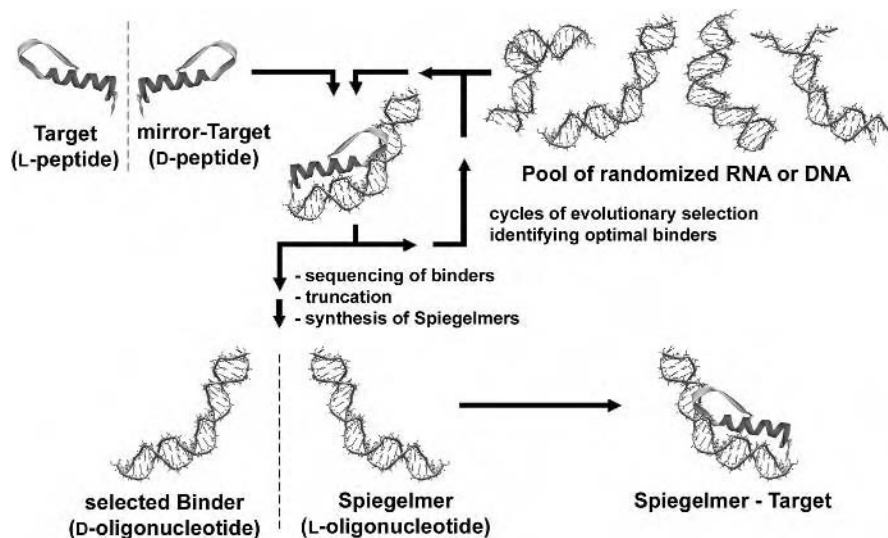 Target
(L-peptide)
mirror-Target
(D-peptide)
Pool of randomized RNA or DNA
cycles of evolutionary selection
identifying optimal binders
- sequencing of binders
- truncation
- synthesis of Spiegelmers
selected Binder
(D-oligonucleotide)
Spiegelmer
(L-oligonucleotide)
Spiegelmer - Target